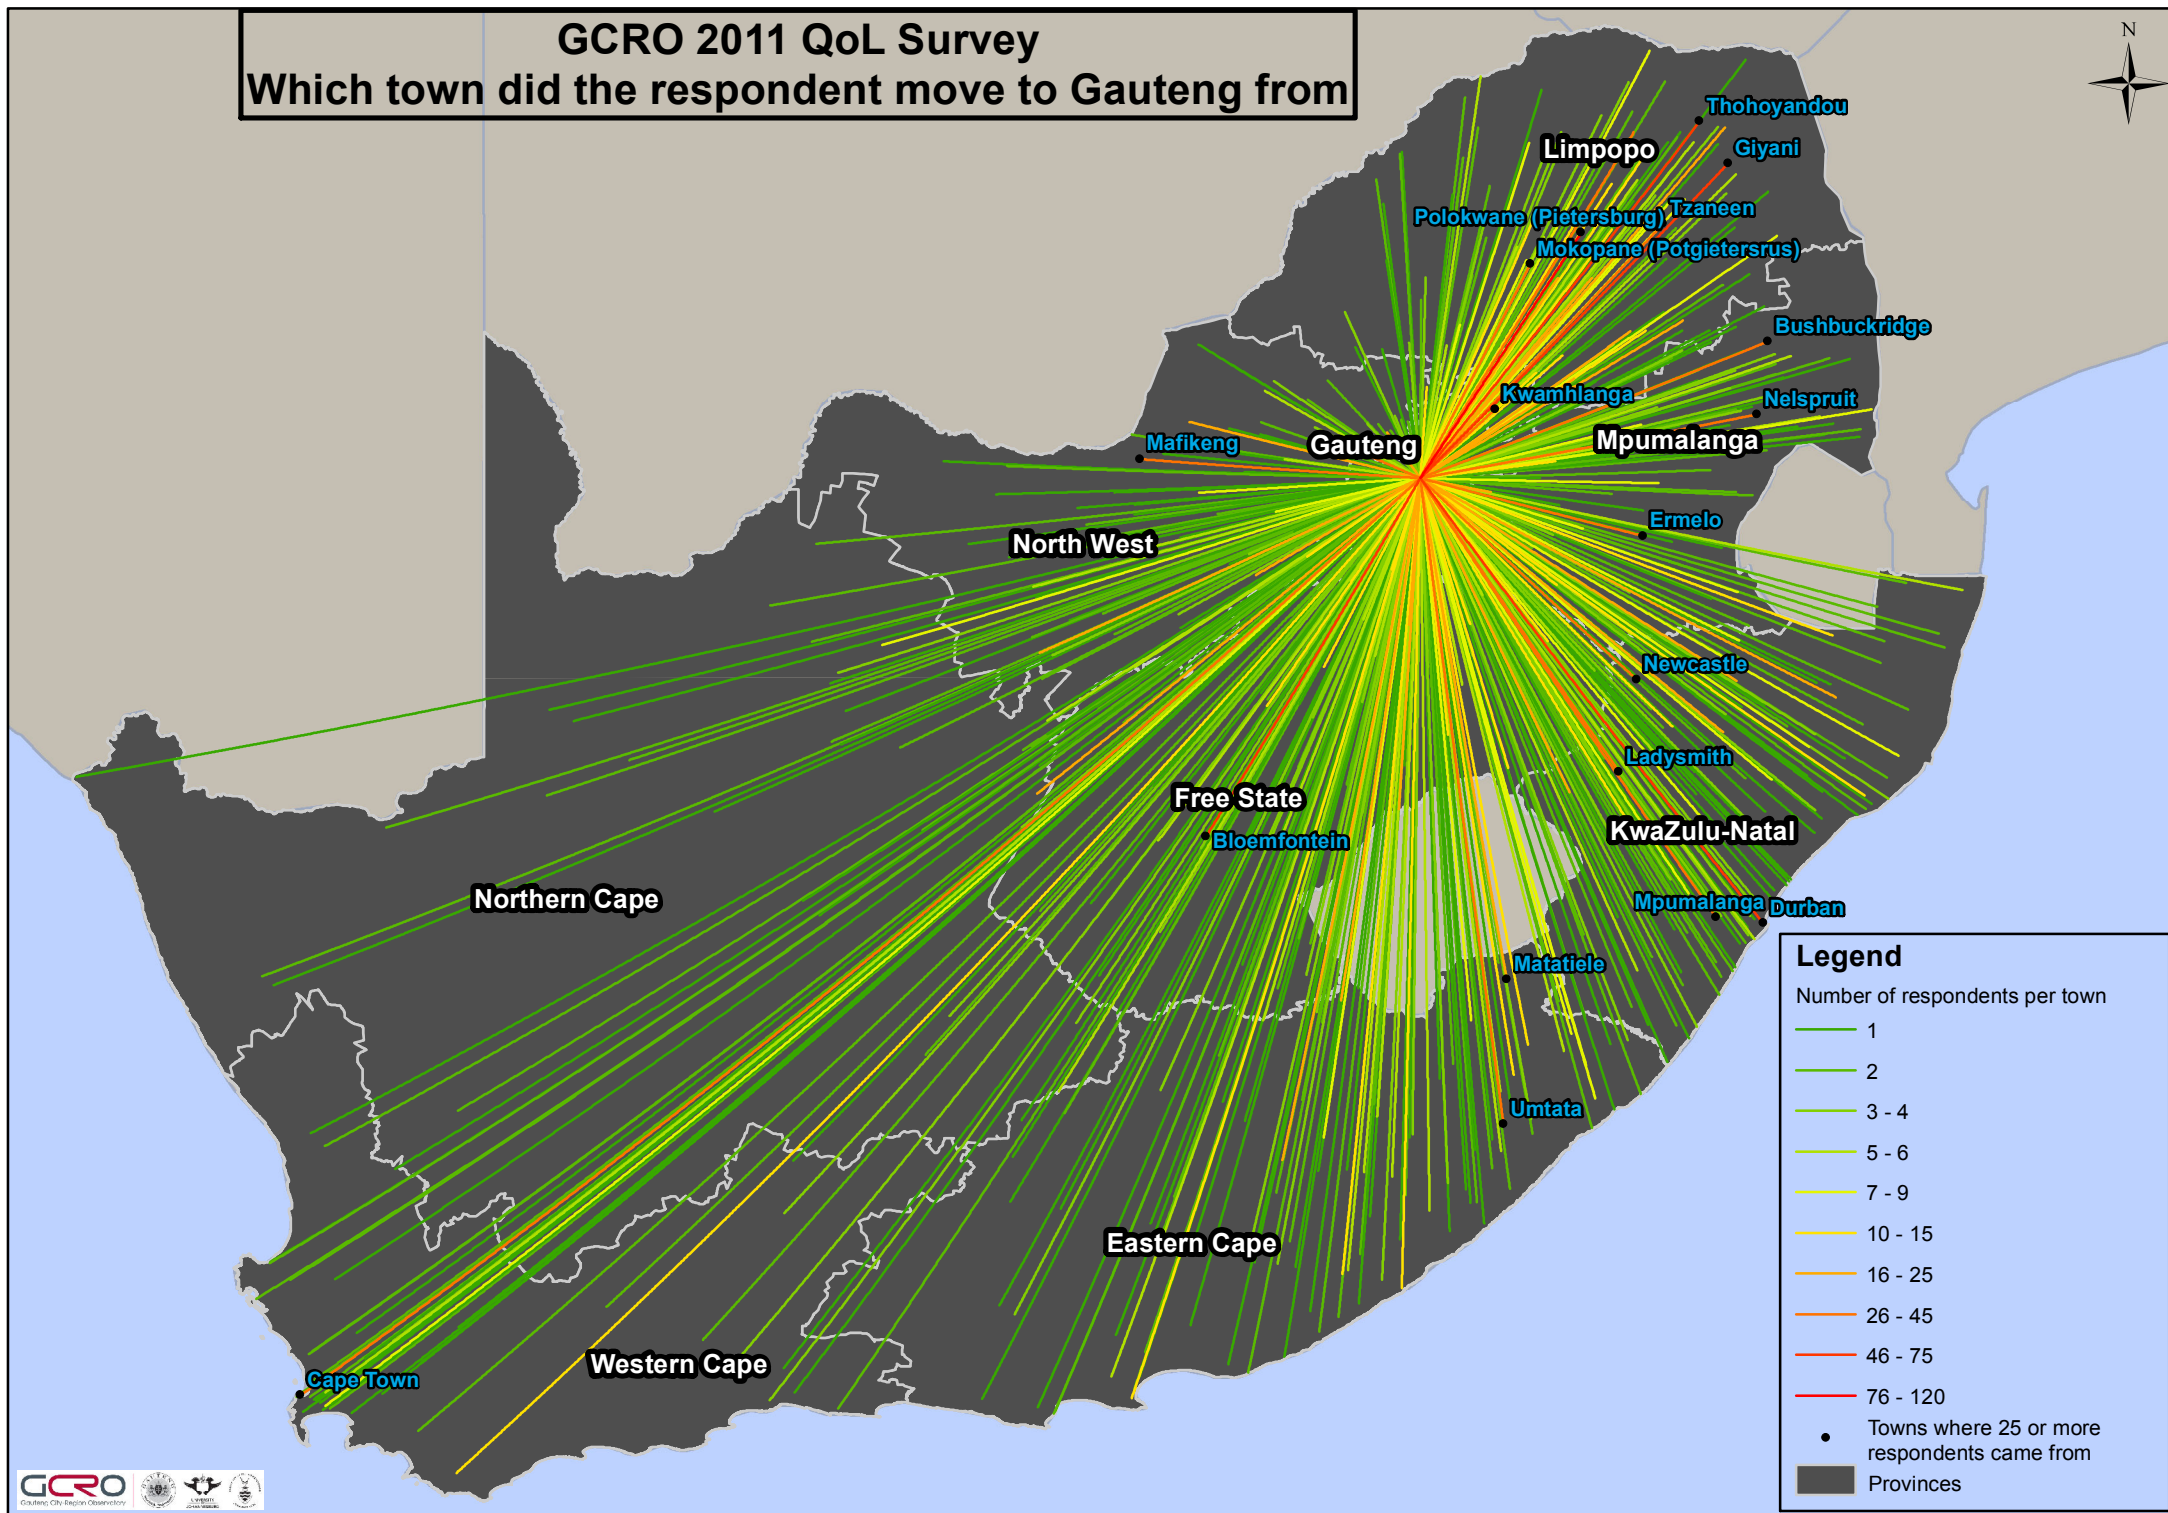 GCRO 2011 QoL Survey
Which town did the respondent move to Gauteng from
N
Thohoyandou
Limpopo
Giyani
Polokwane (Pietersburg)
Tzaneen
Mokopane (Potgietersrus)
Bushbuckridge
Kwamhlanga
Nelspruit
Mafikeng
Gauteng
Mpumalanga
Ermelo
North West
Newcastle
Ladysmith
Free State
KwaZulu-Natal
Bloemfontein
Northern Cape
Mpumalanga
Durban
Matatiele
Umtata
Eastern Cape
Western Cape
Cape Town
Legend
Number of respondents per town
1
2
3 - 4
5 - 6
7 - 9
10 - 15
16 - 25
26 - 45
46 - 75
76 - 120
Towns where 25 or more
respondents came from
Provinces
GCRO
Gauteng City-Region Observatory